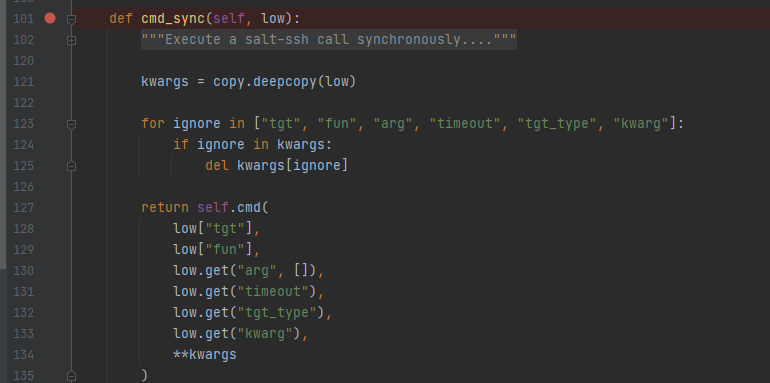 101 def cmd_sync(self, low):
102 """Execute a salt-ssh call synchronously...."""
120
121 kwargs = copy.deepcopy(low)
122
123 for ignore in ["tgt", "fun", "arg", "timeout", "tgt_type", "kwarg"]:
124 if ignore in kwargs:
125 del kwargs[ignore]
126
127 return self.cmd(
128 low["tgt"],
129 low["fun"],
130 low.get("arg", []),
131 low.get("timeout"),
132 low.get("tgt_type"),
133 low.get("kwarg"),
134 **kwargs
135 )